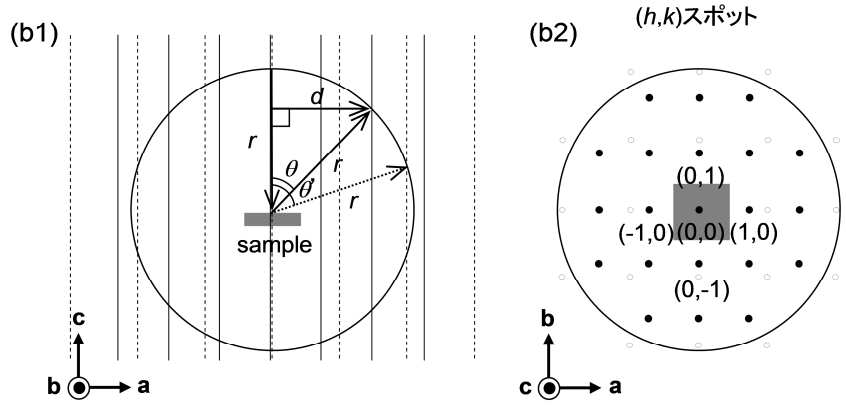 (b1)
d
r
θ
r
θ'
r
sample
c
b
a
(b2)
(h,k)スポット
(0,1)
(-1,0)
(0,0)
(1,0)
(0,-1)
b
c
a